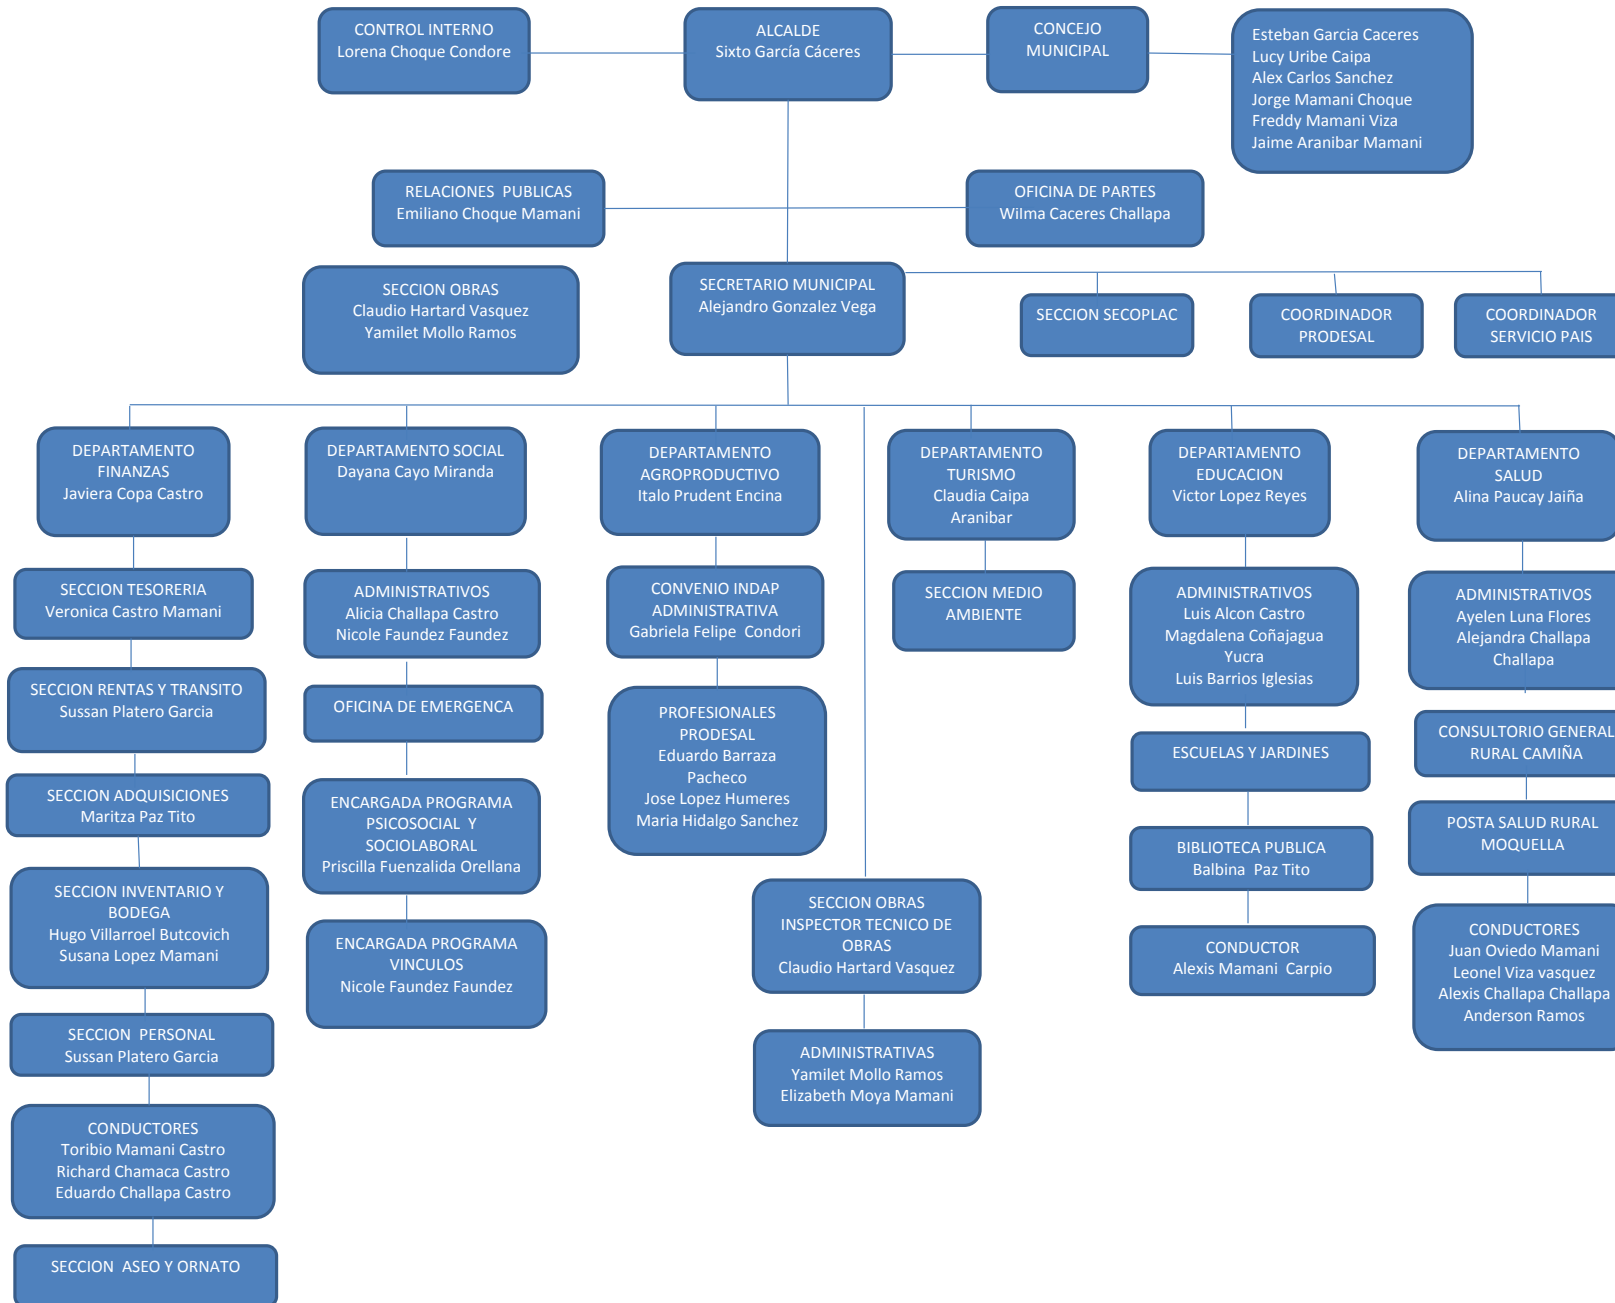 CONTROL INTERNO
Lorena Choque Condore
ALCALDE
Sixto García Cáceres
CONCEJO
MUNICIPAL
Esteban Garcia Caceres
Lucy Uribe Caipa
Alex Carlos Sanchez
Jorge Mamani Choque
Freddy Mamani Viza
Jaime Aranibar Mamani
RELACIONES PUBLICAS
Emiliano Choque Mamani
OFICINA DE PARTES
Wilma Caceres Challapa
SECCION OBRAS
Claudio Hartard Vasquez
Yamilet Mollo Ramos
SECRETARIO MUNICIPAL
Alejandro Gonzalez Vega
SECCION SECOPLAC
COORDINADOR
PRODESAL
COORDINADOR
SERVICIO PAIS
DEPARTAMENTO
FINANZAS
Javiera Copa Castro
SECCION TESORERIA
Veronica Castro Mamani
SECCION RENTAS Y TRANSITO
Sussan Platero Garcia
SECCION ADQUISICIONES
Maritza Paz Tito
SECCION INVENTARIO Y
BODEGA
Hugo Villarroel Butcovich
Susana Lopez Mamani
SECCION PERSONAL
Sussan Platero Garcia
CONDUCTORES
Toribio Mamani Castro
Richard Chamaca Castro
Eduardo Challapa Castro
SECCION ASEO Y ORNATO
DEPARTAMENTO SOCIAL
Dayana Cayo Miranda
ADMINISTRATIVOS
Alicia Challapa Castro
Nicole Faundez Faundez
OFICINA DE EMERGENCA
ENCARGADA PROGRAMA
PSICOSOCIAL Y
SOCIOLABORAL
Priscilla Fuenzalida Orellana
ENCARGADA PROGRAMA
VINCULOS
Nicole Faundez Faundez
DEPARTAMENTO
AGROPRODUCTIVO
Italo Prudent Encina
CONVENIO INDAP
ADMINISTRATIVA
Gabriela Felipe Condori
PROFESIONALES
PRODESAL
Eduardo Barraza
Pacheco
Jose Lopez Humeres
Maria Hidalgo Sanchez
SECCION OBRAS
INSPECTOR TECNICO DE
OBRAS
Claudio Hartard Vasquez
ADMINISTRATIVAS
Yamilet Mollo Ramos
Elizabeth Moya Mamani
DEPARTAMENTO
TURISMO
Claudia Caipa
Aranibar
SECCION MEDIO
AMBIENTE
DEPARTAMENTO
EDUCACION
Victor Lopez Reyes
ADMINISTRATIVOS
Luis Alcon Castro
Magdalena Coñajagua
Yucra
Luis Barrios Iglesias
ESCUELAS Y JARDINES
BIBLIOTECA PUBLICA
Balbina Paz Tito
CONDUCTOR
Alexis Mamani Carpio
DEPARTAMENTO
SALUD
Alina Paucay Jaiña
ADMINISTRATIVOS
Ayelen Luna Flores
Alejandra Challapa
Challapa
CONSULTORIO GENERAL
RURAL CAMIÑA
POSTA SALUD RURAL
MOQUELLA
CONDUCTORES
Juan Oviedo Mamani
Leonel Viza vasquez
Alexis Challapa Challapa
Anderson Ramos